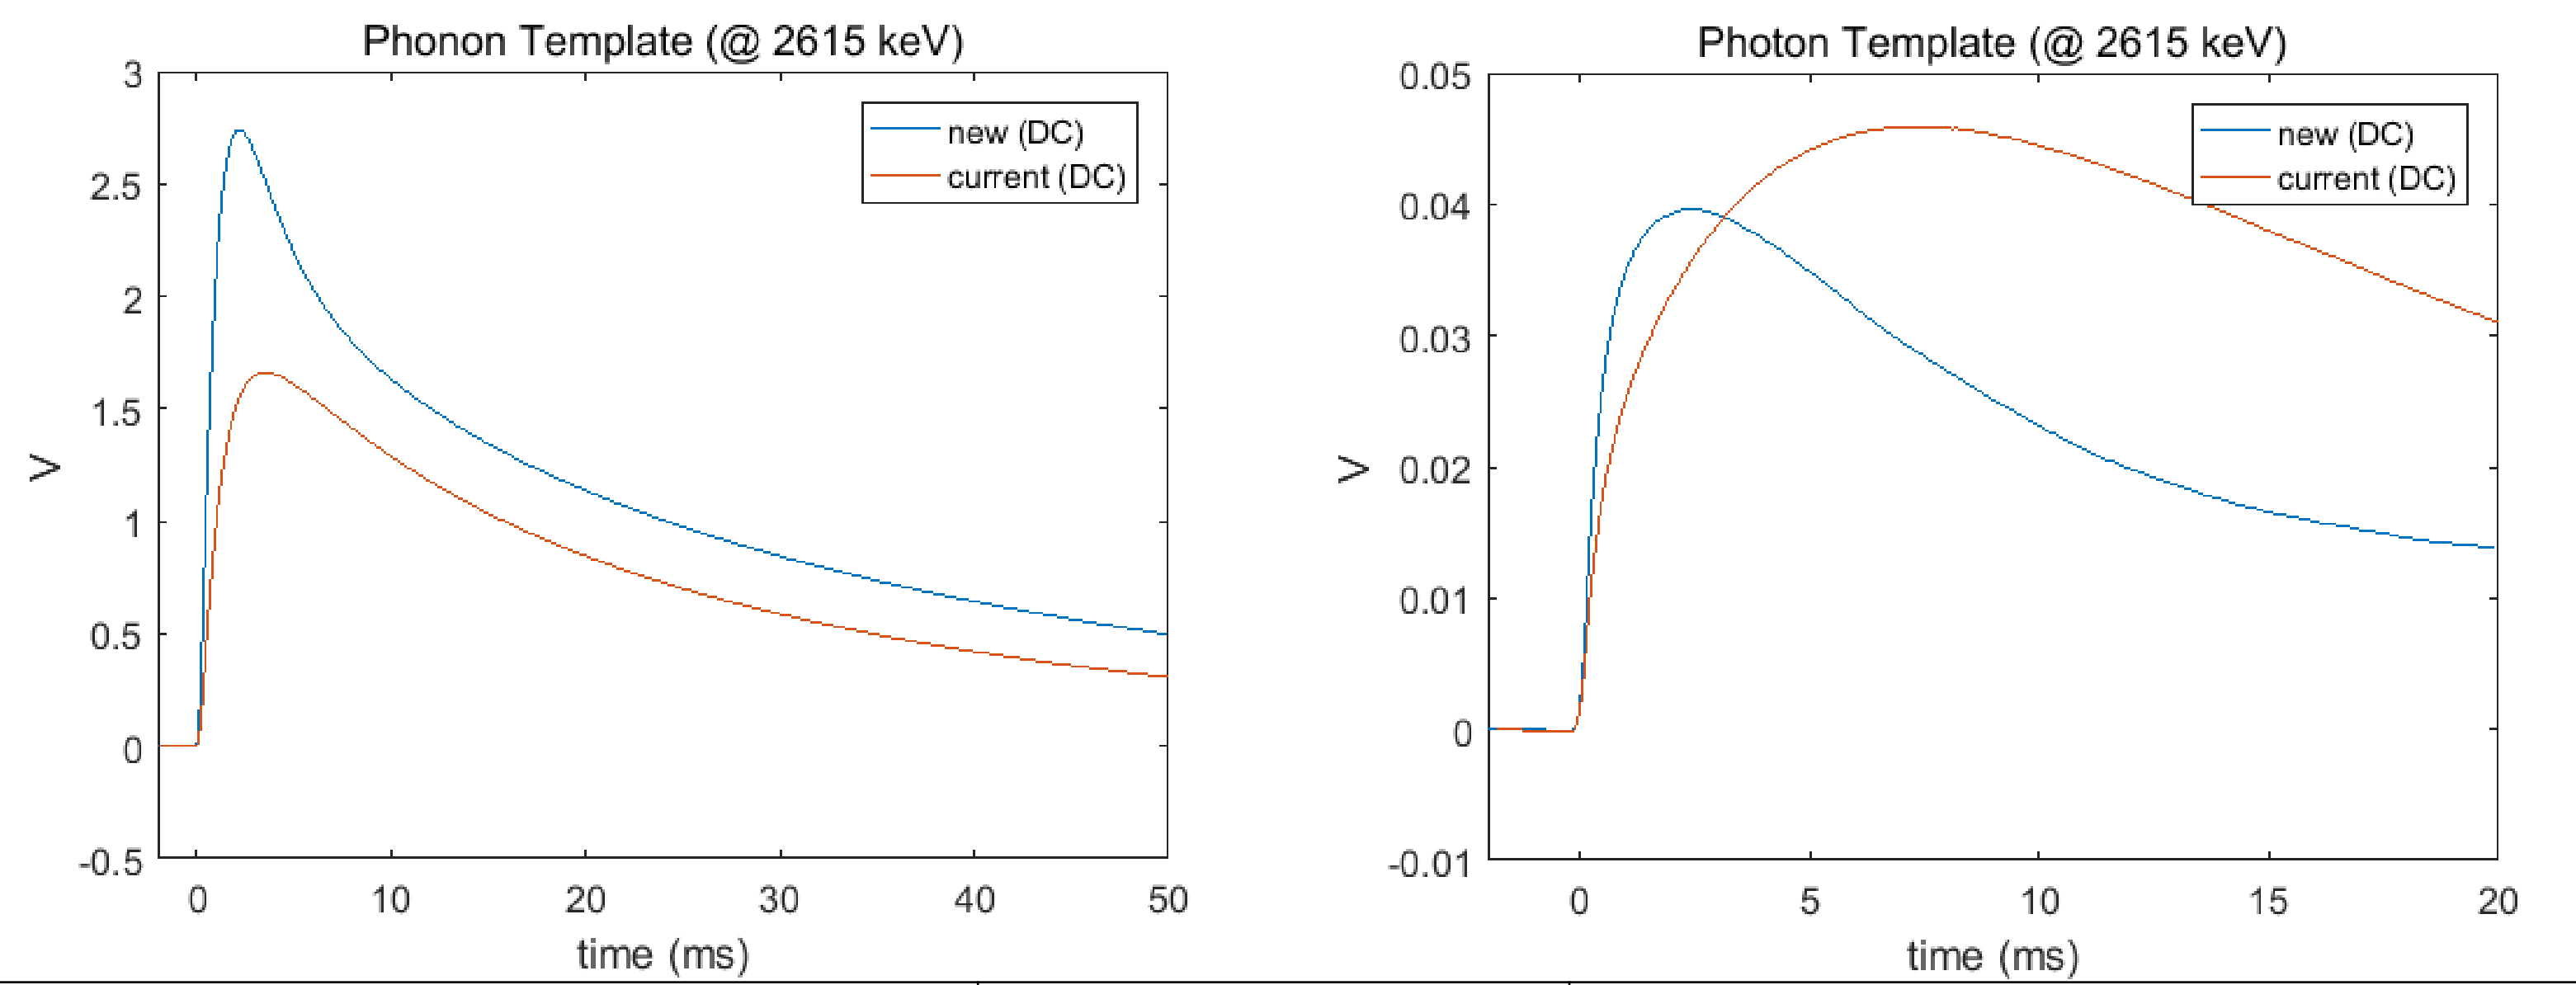 Phonon Template (@ 2615 keV)
3
2.5
2
1.5
1
0.5
0
-0.5
V
new (DC)
current (DC)
0 10 20 30 40 50
time (ms)
Photon Template (@ 2615 keV)
0.05
0.04
0.03
0.02
0.01
0
-0.01
V
new (DC)
current (DC)
0 5 10 15 20
time (ms)